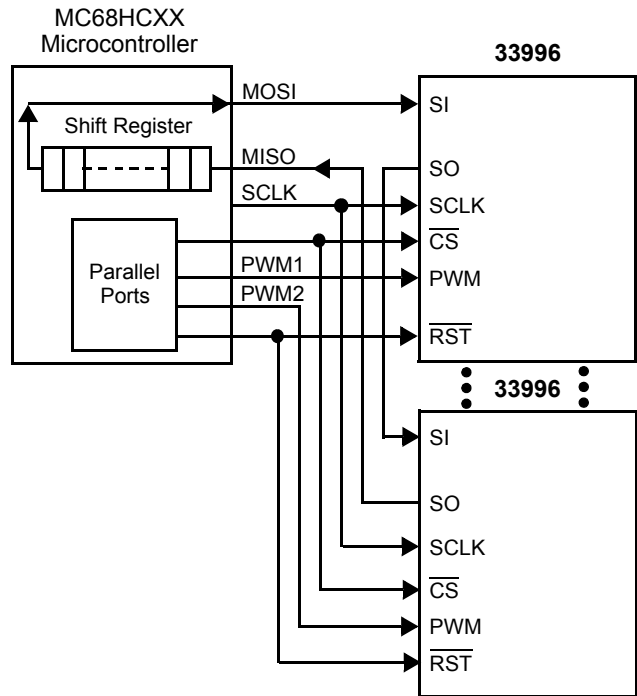 MC68HCXX
Microcontroller
33996
MOSI
SI
Shift Register
MISO
SO
SCLK
SCLK
CS
Parallel
Ports
PWM1
PWM
PWM2
RST
33996
SI
SO
SCLK
CS
PWM
RST